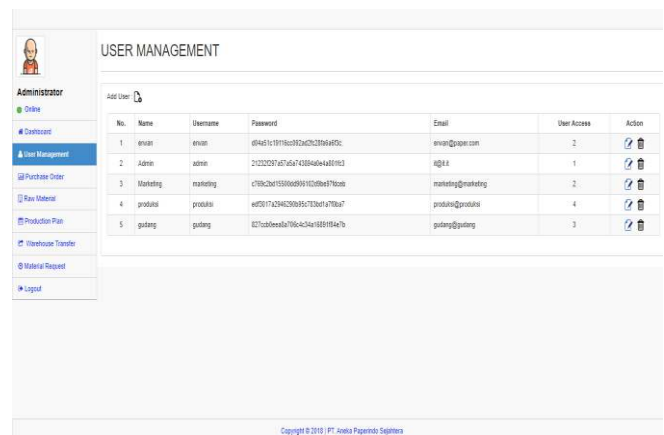 USER MANAGEMENT
Administrator
Online
Dashboard
User Management
Purchase Order
Raw Material
Production Plan
Warehouse Transfer
Material Request
Logout
Add User
No. Name Username Password Email User Access Action
1 ervan ervan ervan@paper.com 2
2 Admin admin it@it.it 1
3 Marketing marketing marketing@marketing 2
4 produksi produksi produksi@produksi 4
5 gudang gudang gudang@gudang 3
Copyright © 2018 | PT. Aneka Paperindo Sejahtera